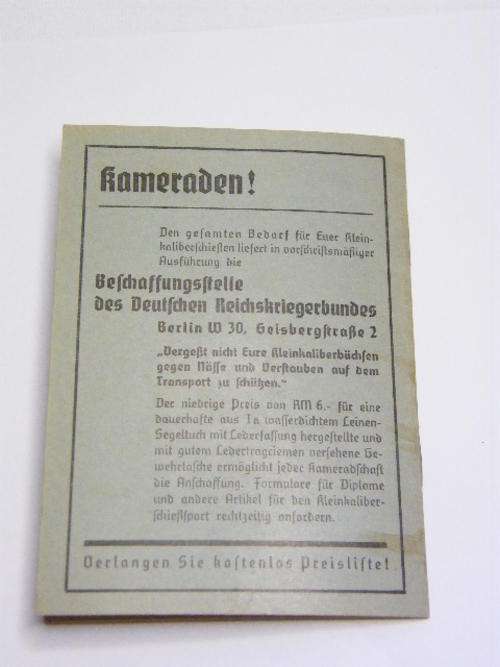 Kameraden!
Den gesamten Bedarf für Euer Klein-
kaliberschießen liefert in vorschriftsmäßiger
Ausführung die
Beschaffungsstelle
des Deutschen Reichskriegerbundes
Berlin W 30, Geisbergstraße 2
„Vergeßt nicht Eure Kleinkaliberbüchsen
gegen Nässe und Verstauben auf dem
Transport zu schützen.“
Der niedrige Preis von RM 6.- für eine
dauerhafte aus Ia wasserdichtem Leinen-
Segeltuch mit Lederfassung hergestellte und
mit gutem Ledertragriemen versehene Ge-
wehrtasche ermöglicht jeder Kameradschaft
die Anschaffung. Formulare für Diplome
und andere Artikel für den Kleinkaliber-
schießsport rechtzeitig anfordern.
Verlangen Sie kostenlos Preisliste!